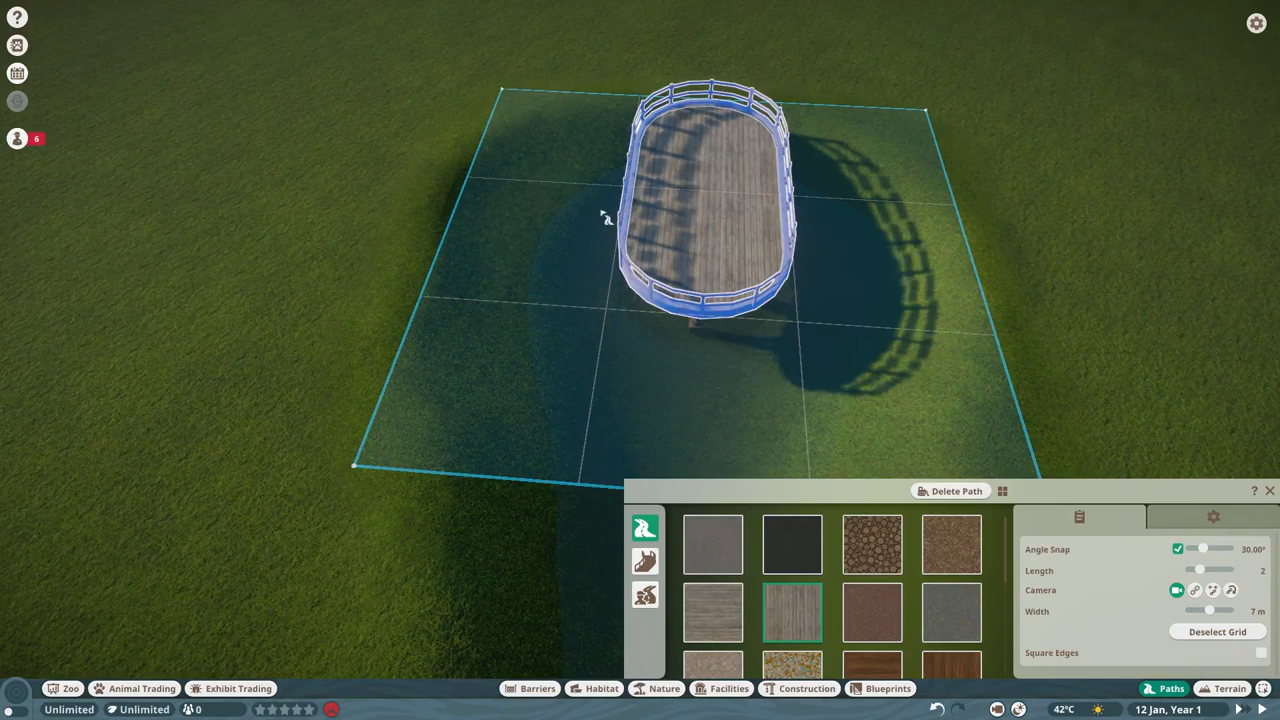 ?
6
Delete Path
?
Angle Snap
30.00°
Length
2
Camera
Width
7 m
Deselect Grid
Square Edges
Zoo
Animal Trading
Exhibit Trading
Barriers
Habitat
Nature
Facilities
Construction
Blueprints
Paths
Terrain
Unlimited
Unlimited
0
42°C
12 Jan, Year 1